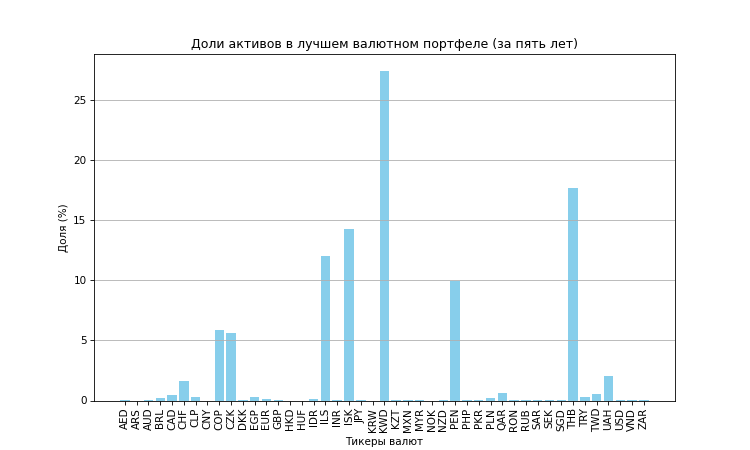 Доли активов в лучшем валютном портфеле (за пять лет)
Доля (%)
25
20
15
10
5
0
AED ARS AUD BRL CAD CHF CLP CNY COP CZK DKK EGP EUR GBP HKD HUF IDR ILS INR ISK JPY KRW KWD KZT MXN MYR NOK NZD PEN PHP PKR PLN QAR RON RUB SAR SEK SGD THB TRY TWD UAH USD VND ZAR
Тикеры валют